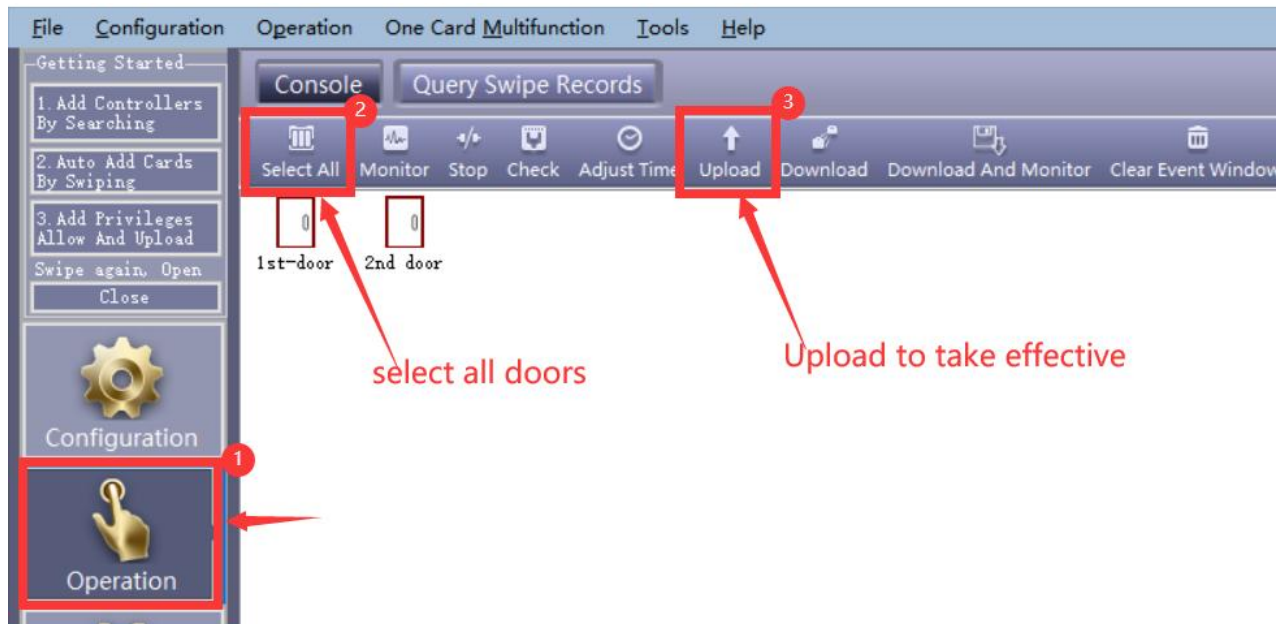 File Configuration Operation One Card Multifunction Tools Help
Getting Started
1. Add Controllers
By Searching
2. Auto Add Cards
By Swiping
3. Add Privileges
Allow And Upload
Swipe again, Open
Close
Configuration
1
Operation
Console Query Swipe Records
2
3
Select All Monitor Stop Check Adjust Time Upload Download Download And Monitor Clear Event Window
0 0
1st-door 2nd door
select all doors
Upload to take effective